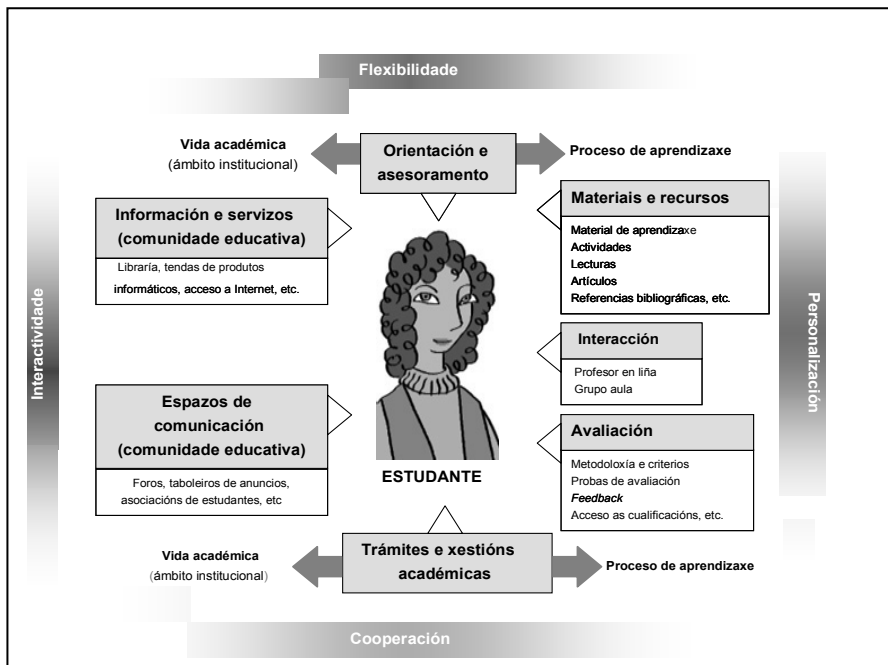 Flexibilidade
Vida académica
(ámbito institucional)
Orientación e
asesoramento
Proceso de aprendizaxe
Información e servizos
(comunidade educativa)
Libraría, tendas de produtos
informáticos, acceso a Internet, etc.
Materiais e recursos
Material de aprendizaxe
Actividades
Lecturas
Artículos
Referencias bibliográficas, etc.
Interactividade
Personalización
Interacción
Profesor en liña
Grupo aula
Espazos de
comunicación
(comunidade educativa)
Foros, taboleiros de anuncios,
asociacións de estudantes, etc
Avaliación
Metodoloxía e criterios
Probas de avaliación
Feedback
Acceso as cualificacións, etc.
ESTUDANTE
Vida académica
(ámbito institucional)
Trámites e xestións
académicas
Proceso de aprendizaxe
Cooperación